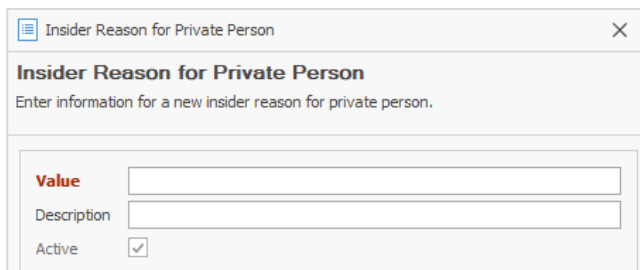 Insider Reason for Private Person
Insider Reason for Private Person
Enter information for a new insider reason for private person.
Value
Description
Active